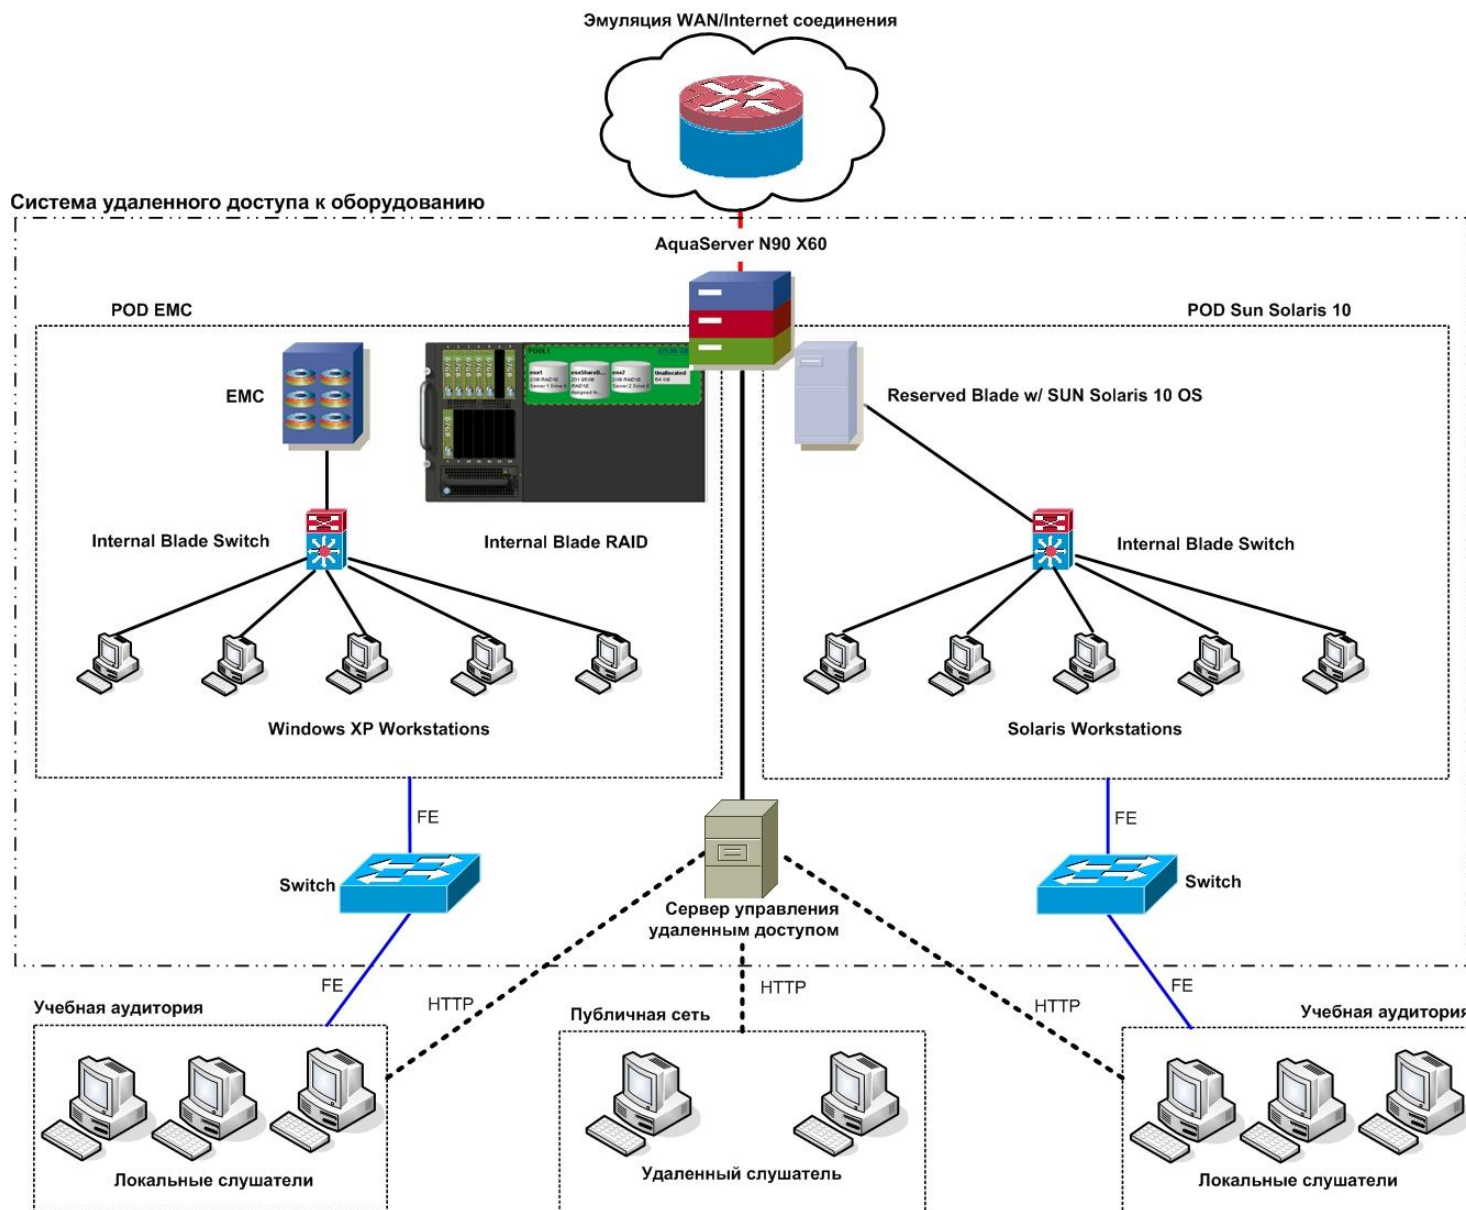 Эмуляция WAN/Internet соединения
Система удаленного доступа к оборудованию
AquaServer N90 X60
POD EMC
POD Sun Solaris 10
EMC
POOL1
Unallocated
Reserved Blade w/ SUN Solaris 10 OS
Internal Blade Switch
Internal Blade RAID
Internal Blade Switch
Windows XP Workstations
Solaris Workstations
FE
FE
Switch
Switch
Сервер управления
удаленным доступом
FE
HTTP
HTTP
HTTP
FE
Учебная аудитория
Публичная сеть
Учебная аудитория
Локальные слушатели
Удаленный слушатель
Локальные слушатели